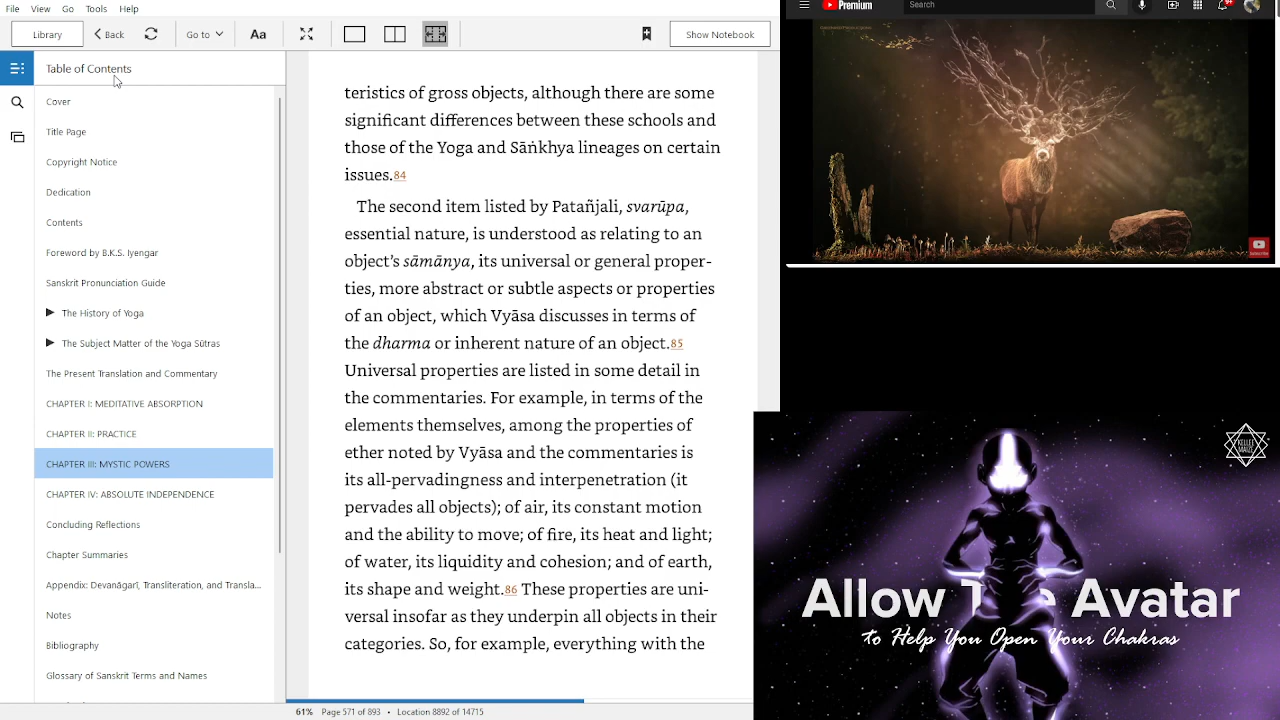 File View Go to Tools Help
Library
Back
Go to
Aa
Show Notebook
Table of Contents
Cover
Title Page
Copyright Notice
Dedication
Contents
Foreword by B.K.S. Iyengar
Sanskrit Pronunciation Guide
The History of Yoga
The Subject Matter of the Yoga Sūtras
The Present Translation and Commentary
CHAPTER I: MEDITATIVE ABSORPTION
CHAPTER II: PRACTICE
CHAPTER III: MYSTIC POWERS
CHAPTER IV: ABSOLUTE INDEPENDENCE
Concluding Reflections
Chapter Summaries
Appendix: Devanāgarī, Transliteration, and Transla...
Notes
Bibliography
Glossary of Sanskrit Terms and Names
teristics of gross objects, although there are some
significant differences between these schools and
those of the Yoga and Sāṅkhya lineages on certain
issues.84
The second item listed by Patañjali, svarūpa,
essential nature, is understood as relating to an
object’s sāmānya, its universal or general proper-
ties, more abstract or subtle aspects or properties
of an object, which Vyāsa discusses in terms of
the dharma or inherent nature of an object.85
Universal properties are listed in some detail in
the commentaries. For example, in terms of the
elements themselves, among the properties of
ether noted by Vyāsa and the commentaries is
its all-pervadingness and interpenetration (it
pervades all objects); of air, its constant motion
and the ability to move; of fire, its heat and light;
of water, its liquidity and cohesion; and of earth,
its shape and weight.86 These properties are uni-
versal insofar as they underpin all objects in their
categories. So, for example, everything with the
61% Page 571 of 893 • Location 8892 of 14715
Premium
Search
9+
Subscribe
Allow The Avatar
to Help You Open Your Chakras